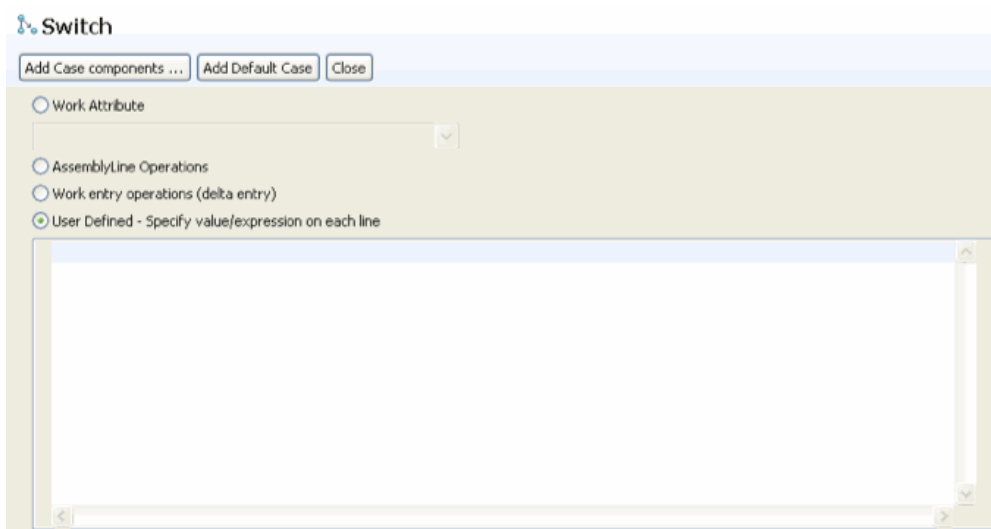 Switch
Add Case components ... Add Default Case Close
Work Attribute
AssemblyLine Operations
Work entry operations (delta entry)
User Defined - Specify value/expression on each line